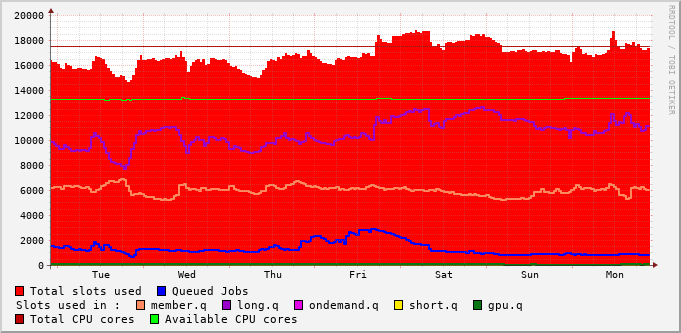 20000
18000
16000
14000
12000
10000
8000
6000
4000
2000
0
Tue Wed Thu Fri Sat Sun Mon
RRDTOOL / TOBI OETIKER
Total slots used Queued Jobs
Slots used in : member.q long.q ondemand.q short.q gpu.q
Total CPU cores Available CPU cores